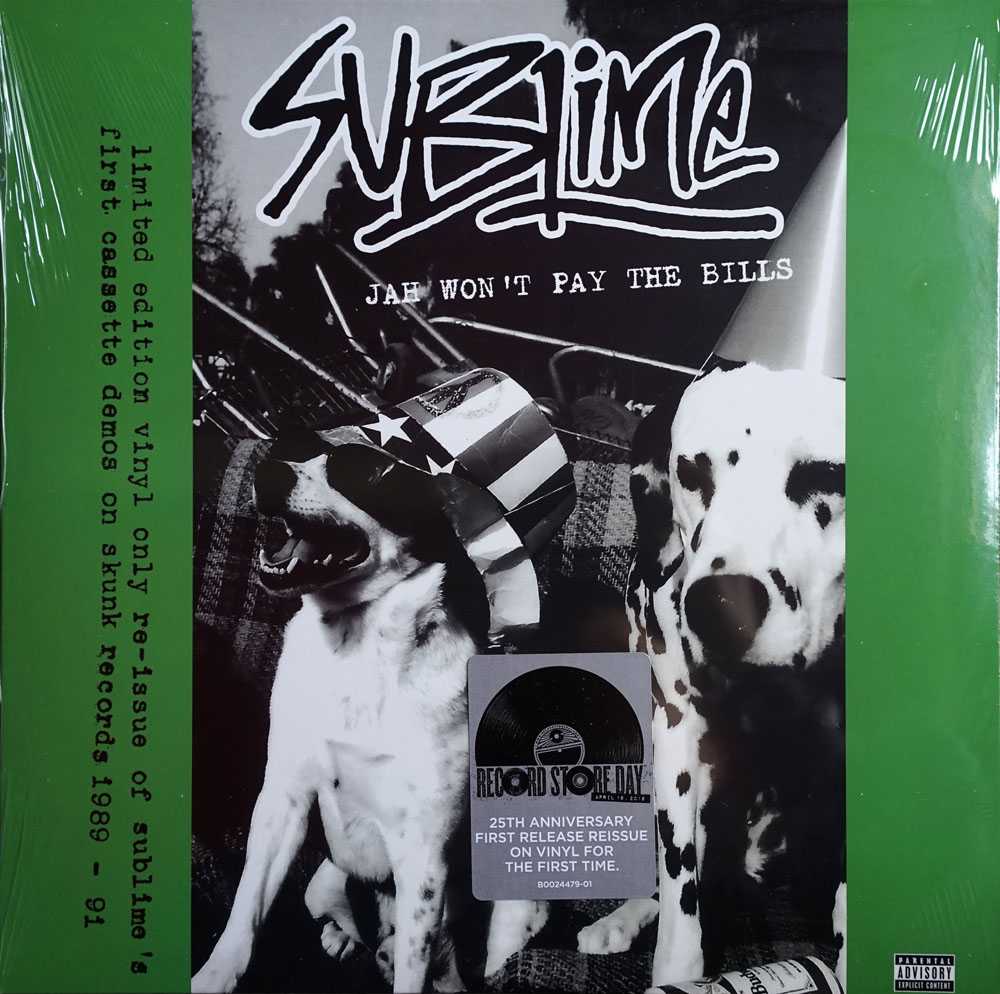 SUBLIME
JAH WON'T PAY THE BILLS
limited edition vinyl only re-issue of sublime's
first cassette demos on skunk records 1989 - 91
RECORD STORE DAY
25TH ANNIVERSARY
FIRST RELEASE REISSUE
ON VINYL FOR
THE FIRST TIME.
B0024479-01
PARENTAL
ADVISORY
EXPLICIT CONTENT